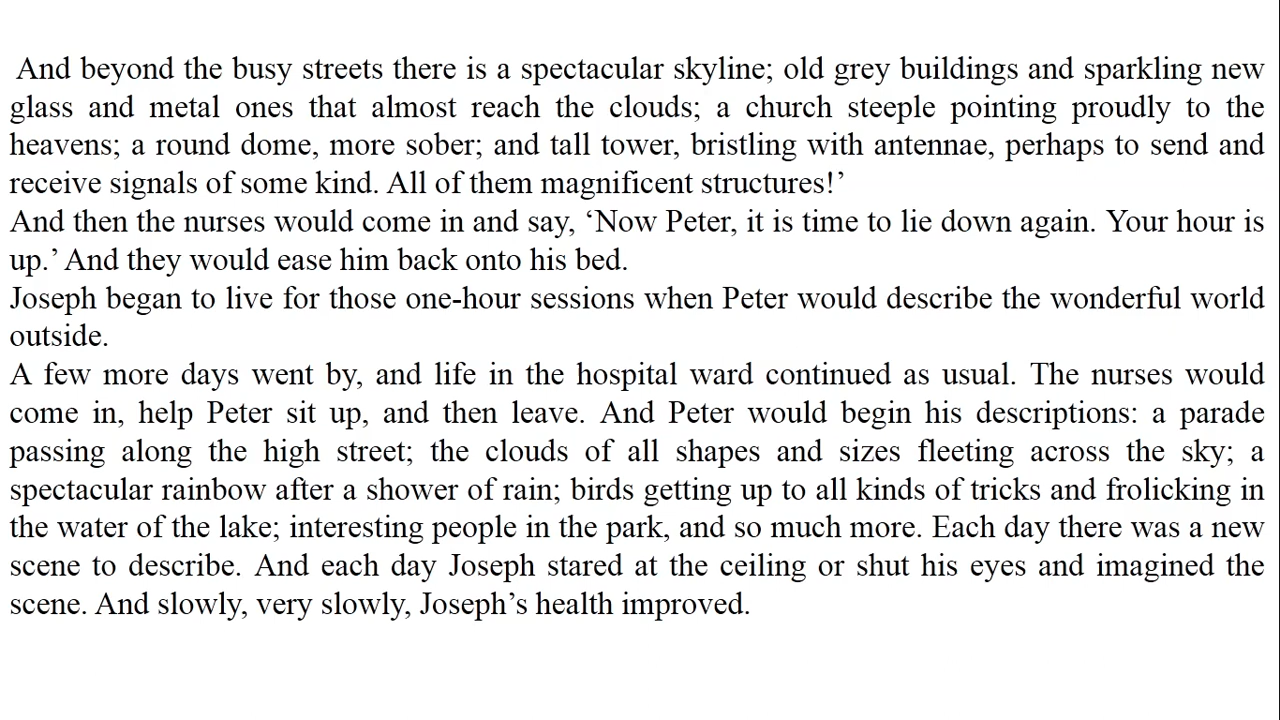 And beyond the busy streets there is a spectacular skyline; old grey buildings and sparkling new
glass and metal ones that almost reach the clouds; a church steeple pointing proudly to the
heavens; a round dome, more sober; and tall tower, bristling with antennae, perhaps to send and
receive signals of some kind. All of them magnificent structures!’
And then the nurses would come in and say, ‘Now Peter, it is time to lie down again. Your hour is
up.’ And they would ease him back onto his bed.
Joseph began to live for those one-hour sessions when Peter would describe the wonderful world
outside.
A few more days went by, and life in the hospital ward continued as usual. The nurses would
come in, help Peter sit up, and then leave. And Peter would begin his descriptions: a parade
passing along the high street; the clouds of all shapes and sizes fleeting across the sky; a
spectacular rainbow after a shower of rain; birds getting up to all kinds of tricks and frolicking in
the water of the lake; interesting people in the park, and so much more. Each day there was a new
scene to describe. And each day Joseph stared at the ceiling or shut his eyes and imagined the
scene. And slowly, very slowly, Joseph’s health improved.